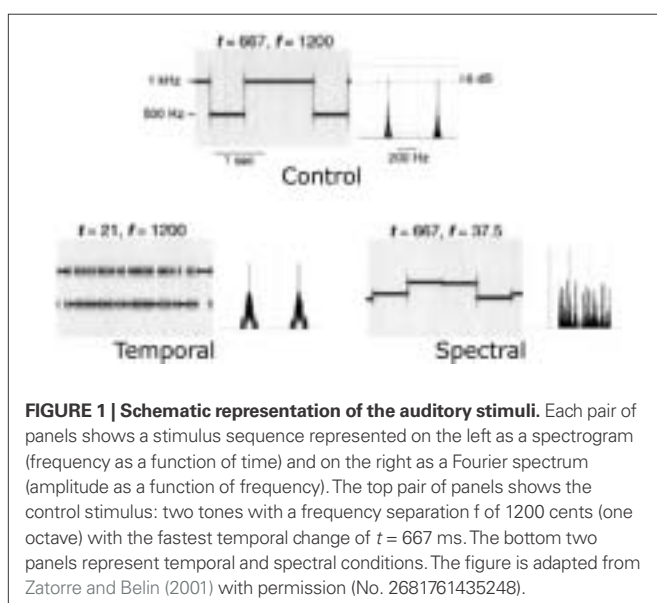 t = 667, f = 1200
1 kHz
500 Hz
1 sec
200 Hz
Control
t = 21, f = 1200
t = 667, f = 37.5
Temporal
Spectral
FIGURE 1 | Schematic representation of the auditory stimuli. Each pair of
panels shows a stimulus sequence represented on the left as a spectrogram
(frequency as a function of time) and on the right as a Fourier spectrum
(amplitude as a function of frequency). The top pair of panels shows the
control stimulus: two tones with a frequency separation f of 1200 cents (one
octave) with the fastest temporal change of t = 667 ms. The bottom two
panels represent temporal and spectral conditions. The figure is adapted from
Zatorre and Belin (2001) with permission (No. 2681761435248).